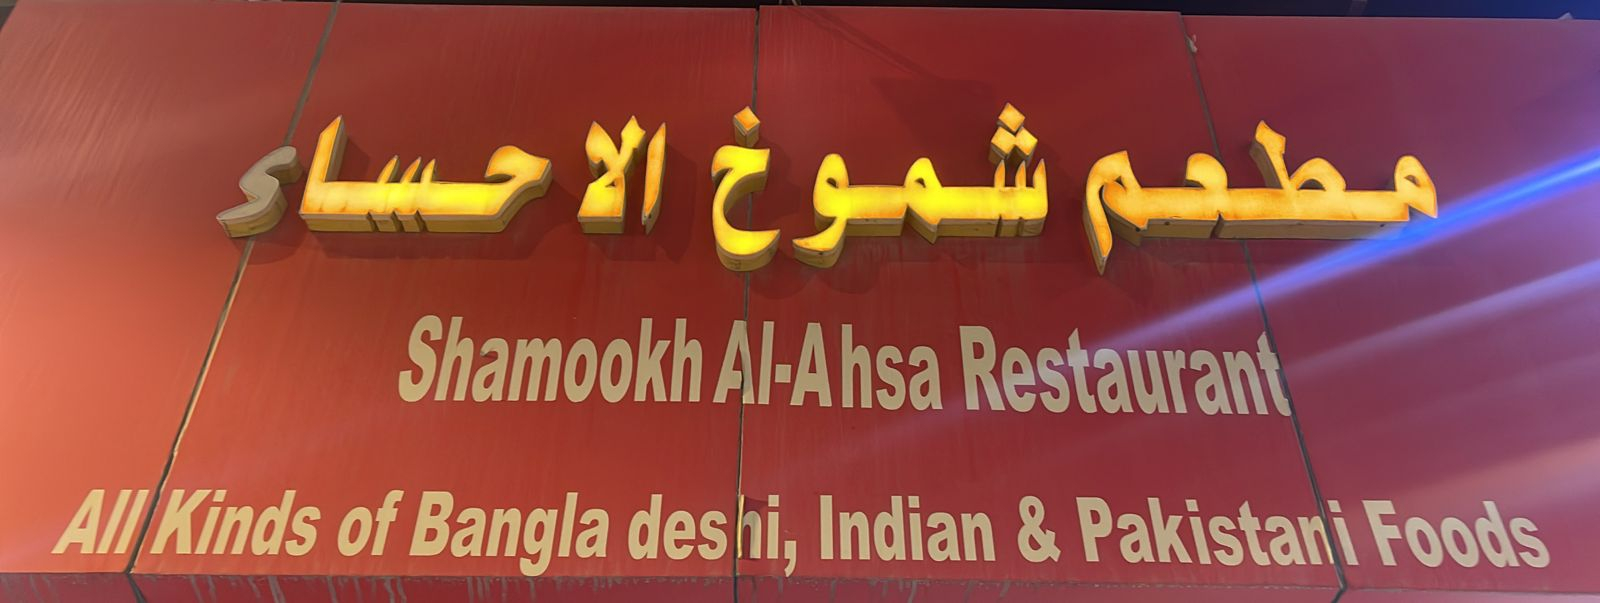 مطعم شموخ الاحساء
Shamookh Al-Ahsa Restaurant
All Kinds of Bangla deshi, Indian & Pakistani Foods